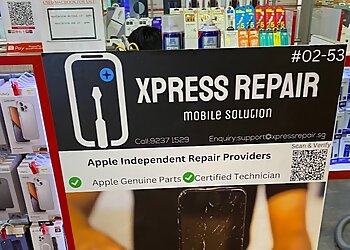 #02-53
XPRESS REPAIR
MOBILE SOLUTION
Call:9237 1529
Enquiry:support@xpressrepair.sg
Apple Independent Repair Providers
Scan & Verify
Apple Genuine Parts
Certified Technician